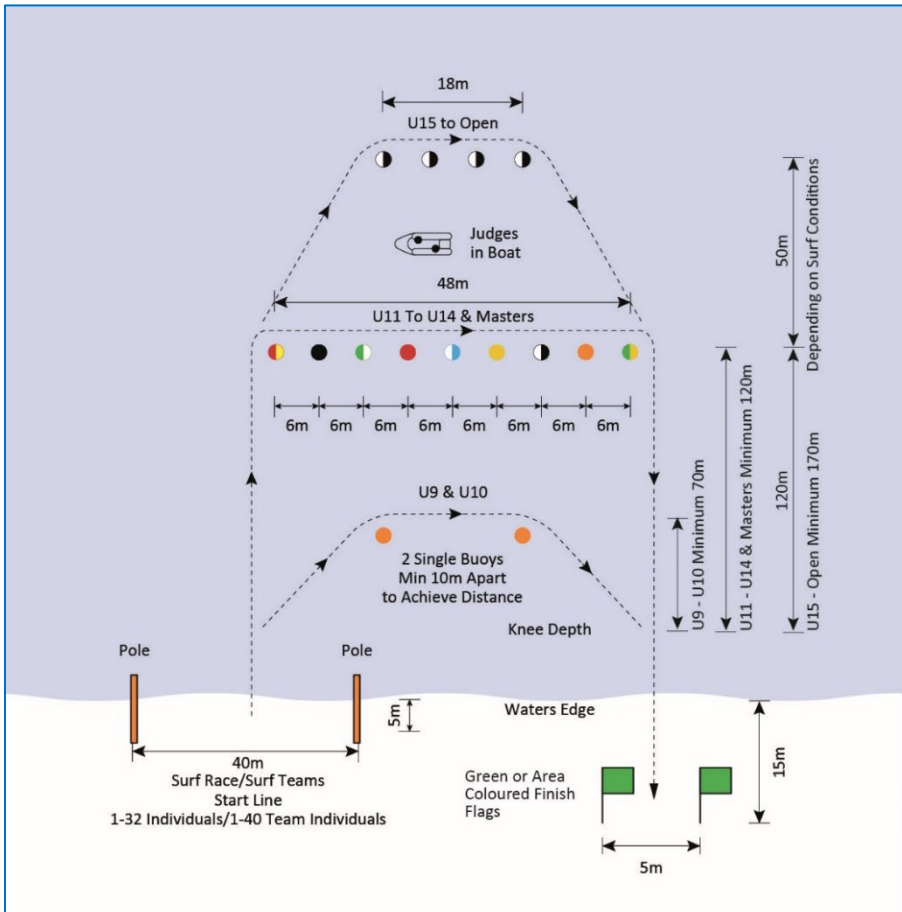 18m
U15 to Open
Judges
in Boat
50m
Depending on Surf Conditions
48m
U11 To U14 & Masters
6m 6m 6m 6m 6m 6m 6m 6m
U9 & U10
2 Single Buoys
Min 10m Apart
to Achieve Distance
U9 - U10 Minimum 70m
U11 - U14 & Masters Minimum 120m
120m
U15 - Open Minimum 170m
Knee Depth
Pole
Pole
5m
Waters Edge
15m
40m
Surf Race/Surf Teams
Start Line
1-32 Individuals/1-40 Team Individuals
Green or Area
Coloured Finish
Flags
5m